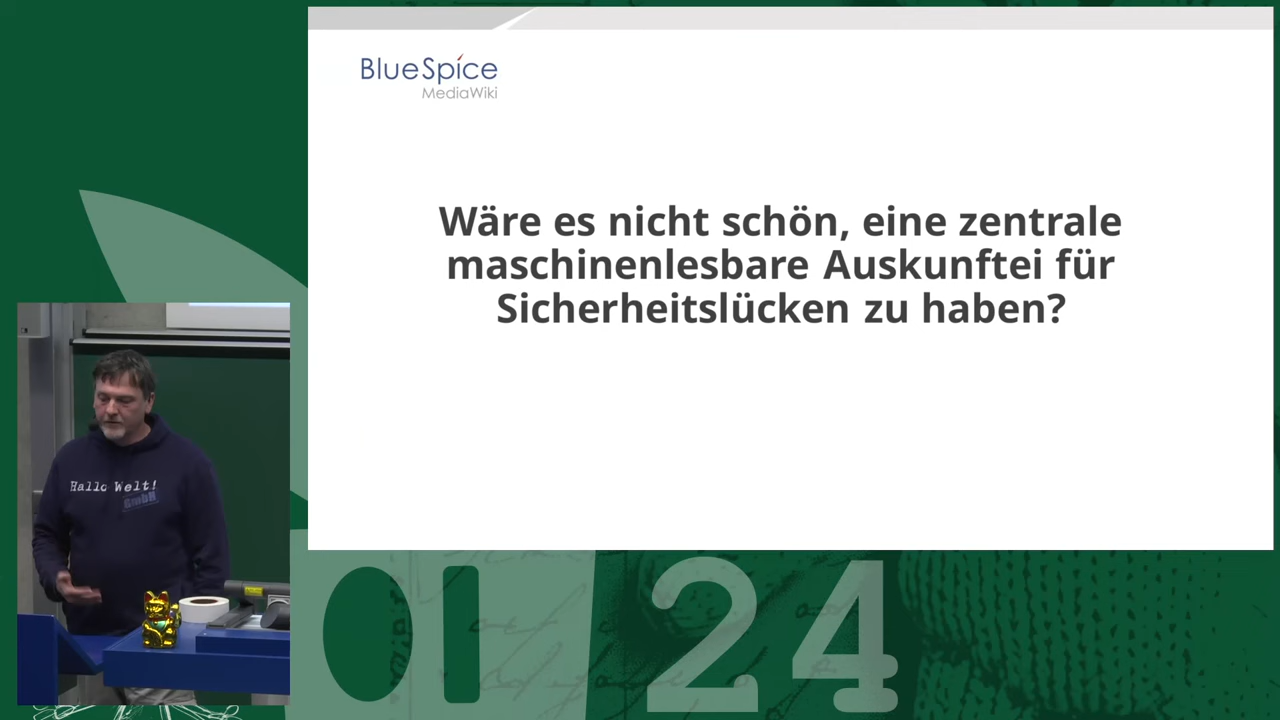 BlueSpice
MediaWiki
Wäre es nicht schön, eine zentrale
maschinenlesbare Auskunftei für
Sicherheitslücken zu haben?
Hallo Welt!
GmbH
24